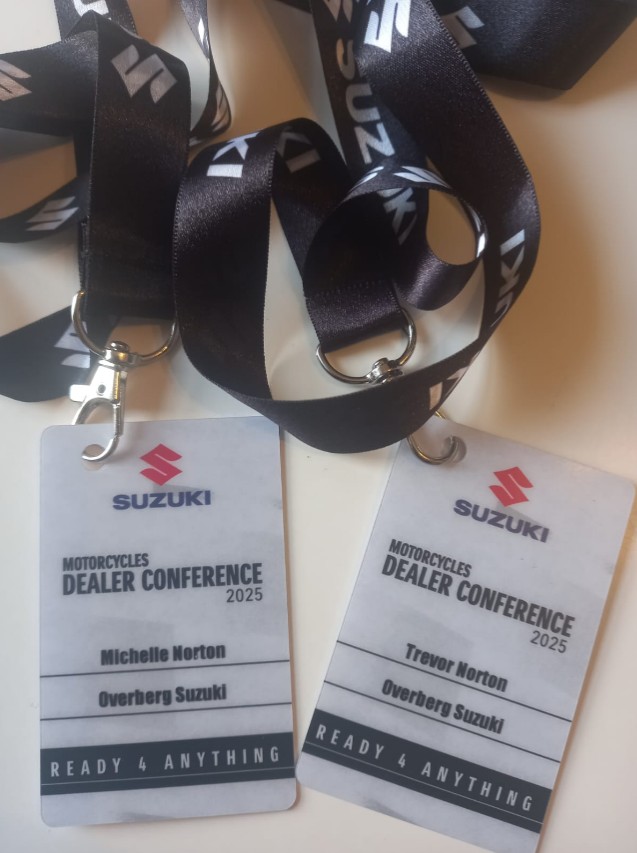 SUZUKI
SUZUKI
MOTORCYCLES
DEALER CONFERENCE
2025
Michelle Norton
Overberg Suzuki
READY 4 ANYTHING
SUZUKI
MOTORCYCLES
DEALER CONFERENCE
2025
Trevor Norton
Overberg Suzuki
READY 4 ANYTHING